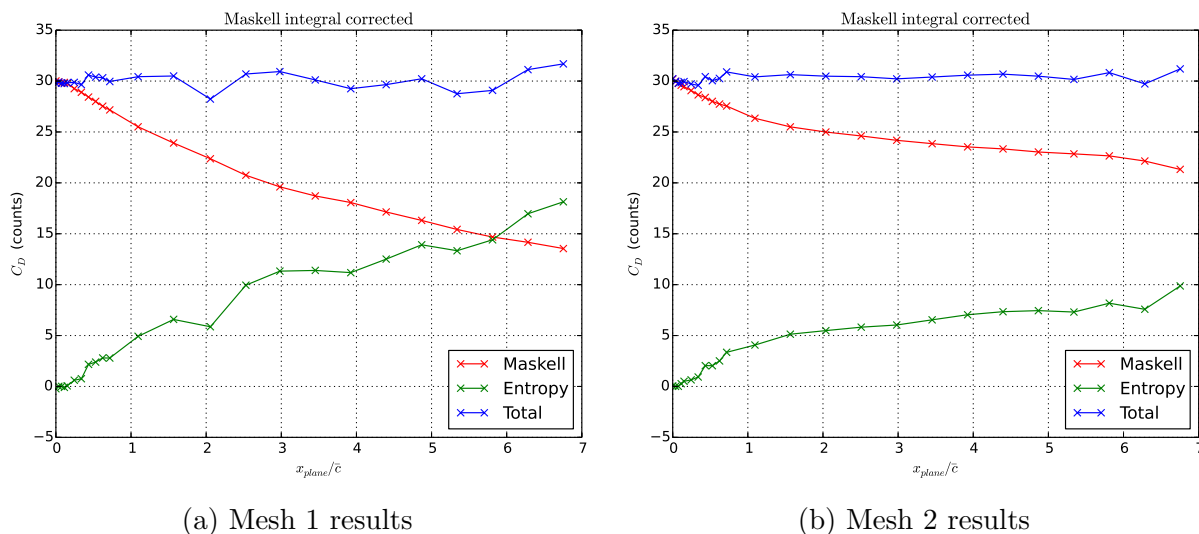 Maskell integral corrected
35
30
25
20
15
10
5
0
−5
C_D (counts)
0 1 2 3 4 5 6 7
x_plane/c̄
Maskell
Entropy
Total
(a) Mesh 1 results
Maskell integral corrected
35
30
25
20
15
10
5
0
−5
C_D (counts)
0 1 2 3 4 5 6 7
x_plane/c̄
Maskell
Entropy
Total
(b) Mesh 2 results